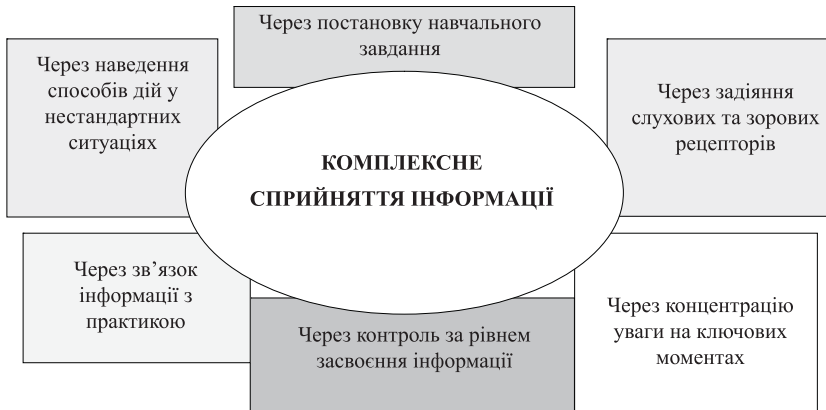 Через постановку навчального
завдання
Через наведення
способів дій у
нестандартних
ситуаціях
Через задіяння
слухових та зорових
рецепторів
КОМПЛЕКСНЕ
СПРИЙНЯТТЯ ІНФОРМАЦІЇ
Через зв’язок
інформації з
практикою
Через контроль за рівнем
засвоєння інформації
Через концентрацію
уваги на ключових
моментах